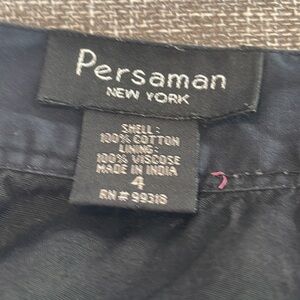 Persaman
NEW YORK
SHELL:
100% COTTON
LINING:
100% VISCOSE
MADE IN INDIA
4
RN# 99318